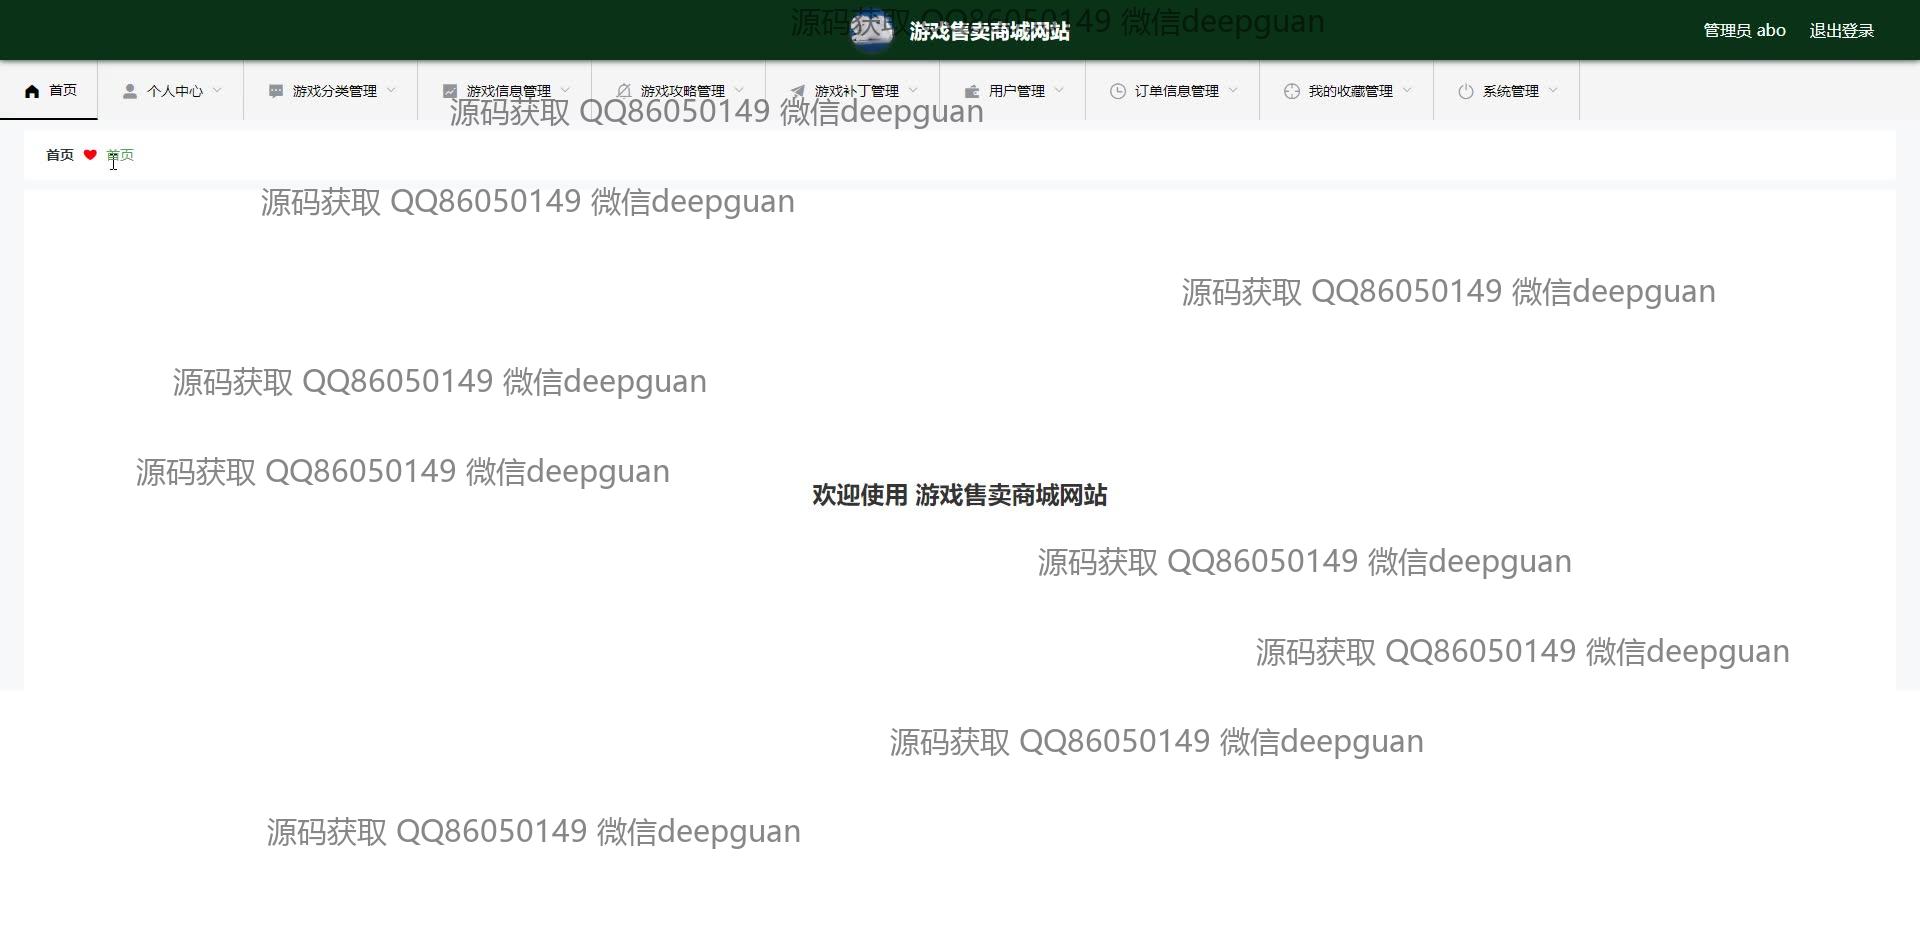 源码获取 QQ86050149 微信deepguan
游戏售卖商城网站
管理员 abo
退出登录
首页
个人中心
游戏分类管理
游戏信息管理
游戏攻略管理
游戏补丁管理
用户管理
订单信息管理
我的收藏管理
系统管理
源码获取 QQ86050149 微信deepguan
首页
首页
源码获取 QQ86050149 微信deepguan
源码获取 QQ86050149 微信deepguan
源码获取 QQ86050149 微信deepguan
源码获取 QQ86050149 微信deepguan
欢迎使用 游戏售卖商城网站
源码获取 QQ86050149 微信deepguan
源码获取 QQ86050149 微信deepguan
源码获取 QQ86050149 微信deepguan
源码获取 QQ86050149 微信deepguan